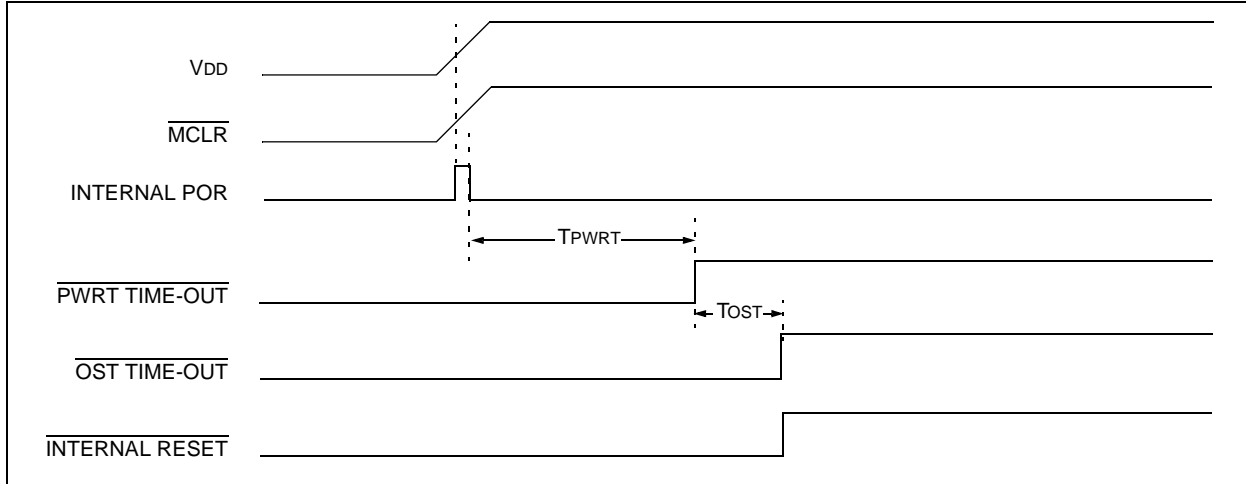 VDD
MCLR
INTERNAL POR
TPWRT
PWRT TIME-OUT
TOST
OST TIME-OUT
INTERNAL RESET